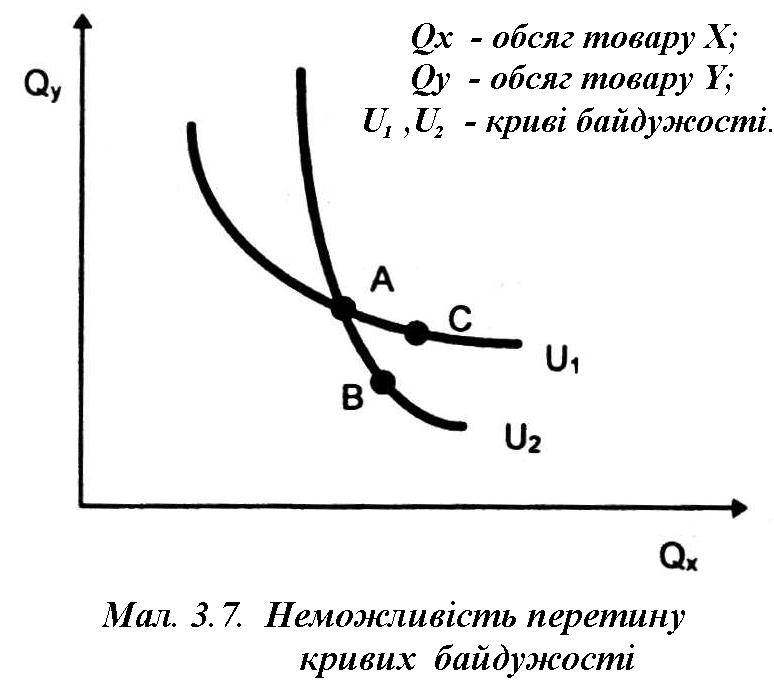 Qx - обсяг товару X;
Qy - обсяг товару Y;
U1 ,U2 - криві байдужості.
Qy
A
C
U1
B
U2
Qx
Мал. 3.7. Неможливість перетину
кривих байдужості